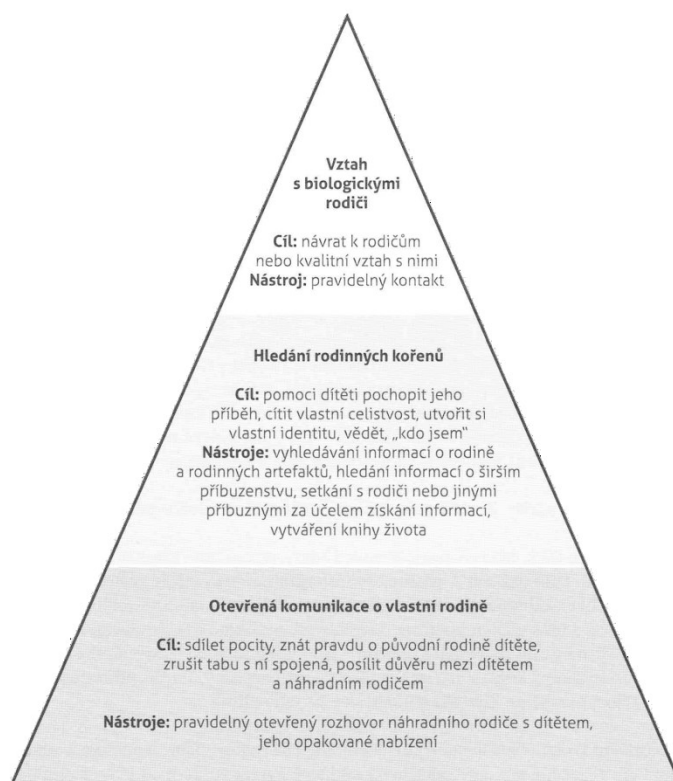 Vztah
s biologickými
rodiči
Cíl: návrat k rodičům
nebo kvalitní vztah s nimi
Nástroj: pravidelný kontakt
Hledání rodinných kořenů
Cíl: pomoci dítěti pochopit jeho
příběh, cítit vlastní celistvost, utvořit si
vlastní identitu, vědět, „kdo jsem“
Nástroje: vyhledávání informací o rodině
a rodinných artefaktů, hledání informací o širším
příbuzenstvu, setkání s rodiči nebo jinými
příbuznými za účelem získání informací,
vytváření knihy života
Otevřená komunikace o vlastní rodině
Cíl: sdílet pocity, znát pravdu o původní rodině dítěte,
zrušit tabu s ní spojená, posílit důvěru mezi dítětem
a náhradním rodičem
Nástroje: pravidelný otevřený rozhovor náhradního rodiče s dítětem,
jeho opakované nabízení